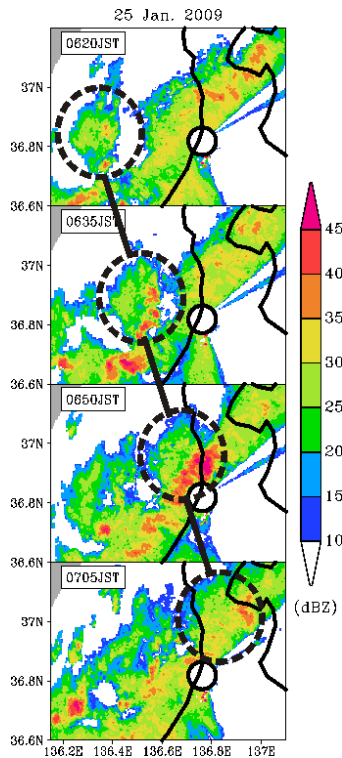 25 Jan. 2009
0620JST
37N
36.8N
36.6N
0635JST
37N
36.8N
36.6N
0650JST
37N
36.8N
36.6N
0705JST
37N
36.8N
36.6N
136.2E 136.4E 136.6E 136.8E 137E
45
40
35
30
25
20
15
10
(dBZ)